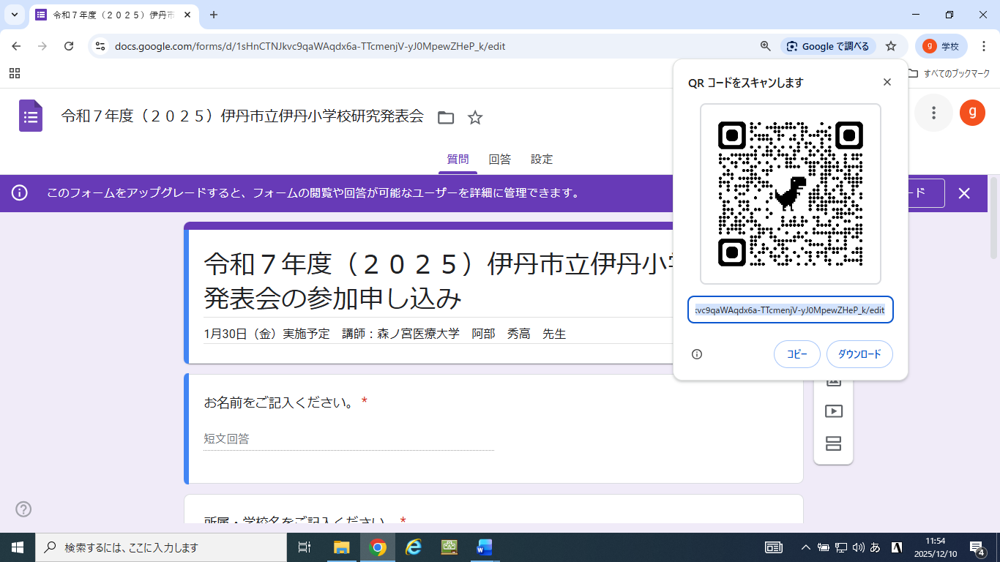 令和７年度（２０２５）伊丹市
docs.google.com/forms/d/1sHnCTNJkvc9qaWAqdx6a-TTcmenjV-yJ0MpewZHeP_k/edit
Google で調べる
g
学校
すべてのブックマーク
令和７年度（２０２５）伊丹市立伊丹小学校研究発表会
g
質問
回答
設定
このフォームをアップグレードすると、フォームの閲覧や回答が可能なユーザーを詳細に管理できます。
ード
QR コードをスキャンします
kvc9qaWAqdx6a-TTcmenjV-yJ0MpewZHeP_k/edit
コピー
ダウンロード
令和７年度（２０２５）伊丹市立伊丹小学
発表会の参加申し込み
1月30日（金）実施予定　講師：森ノ宮医療大学　阿部　秀高　先生
お名前をご記入ください。 *
短文回答
所属・学校名をご記入ください。 *
検索するには、ここに入力します
あ
A
11:54
2025/12/10
4